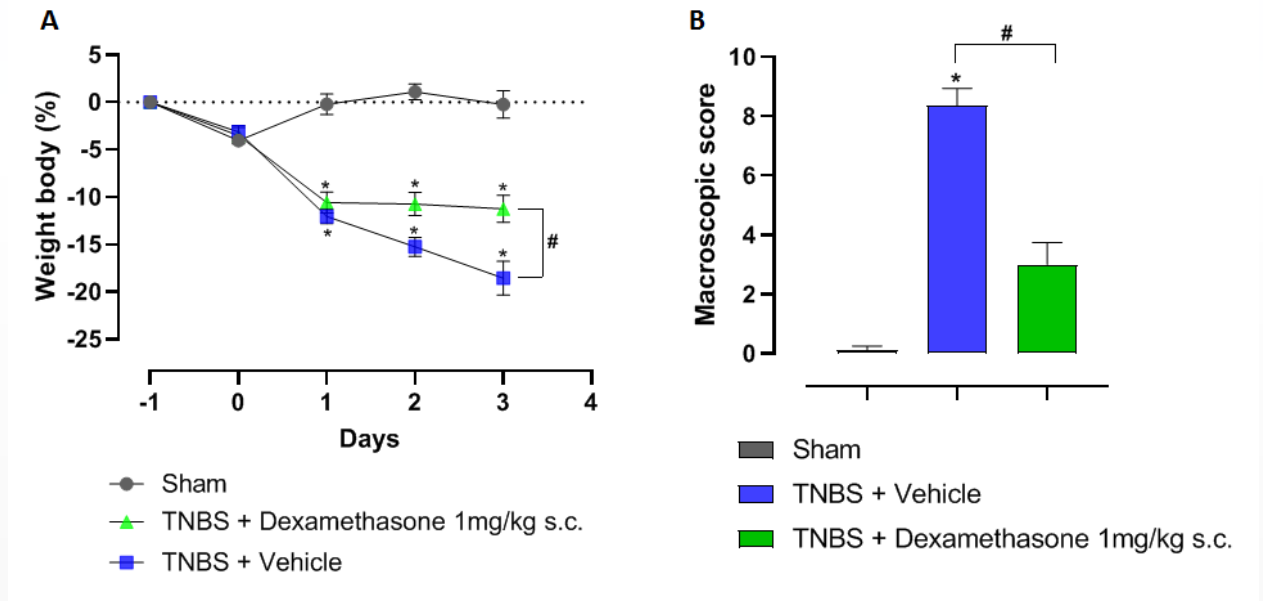 A
Weight body (%)
5
0
-5
-10
-15
-20
-25
*
*
*
*
*
*
#
-1
0
1
2
3
4
Days
Sham
TNBS + Dexamethasone 1mg/kg s.c.
TNBS + Vehicle
B
Macroscopic score
10
8
6
4
2
0
#
*
Sham
TNBS + Vehicle
TNBS + Dexamethasone 1mg/kg s.c.